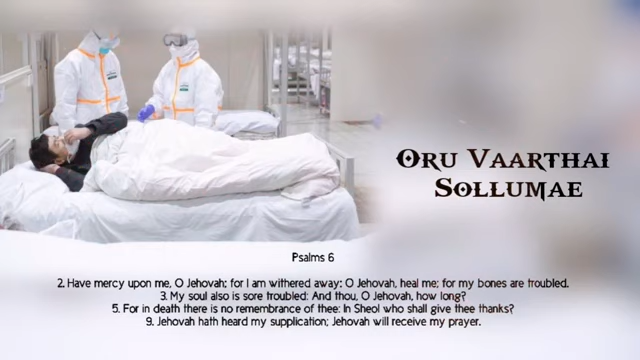 Oru Vaarthai
Sollumae
Psalms 6
2. Have mercy upon me, O Jehovah; for I am withered away: O Jehovah, heal me; for my bones are troubled.
3. My soul also is sore troubled: And thou, O Jehovah, how long?
5. For in death there is no remembrance of thee: In Sheol who shall give thee thanks?
9. Jehovah hath heard my supplication; Jehovah will receive my prayer.